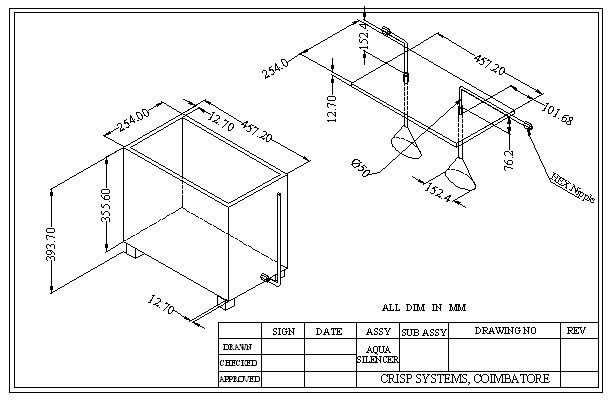 152.4
457.20
254.0
12.70
101.68
254.00
12.70
457.20
Ø50
76.2
152.4
HEX Nipple
393.70
355.60
12.70
ALL DIM IN MM
SIGN DATE ASSY SUB ASSY DRAWING NO REV
DRAWN AQUA
SILENCER
CHECKED
APPROVED CRISP SYSTEMS, COIMBATORE